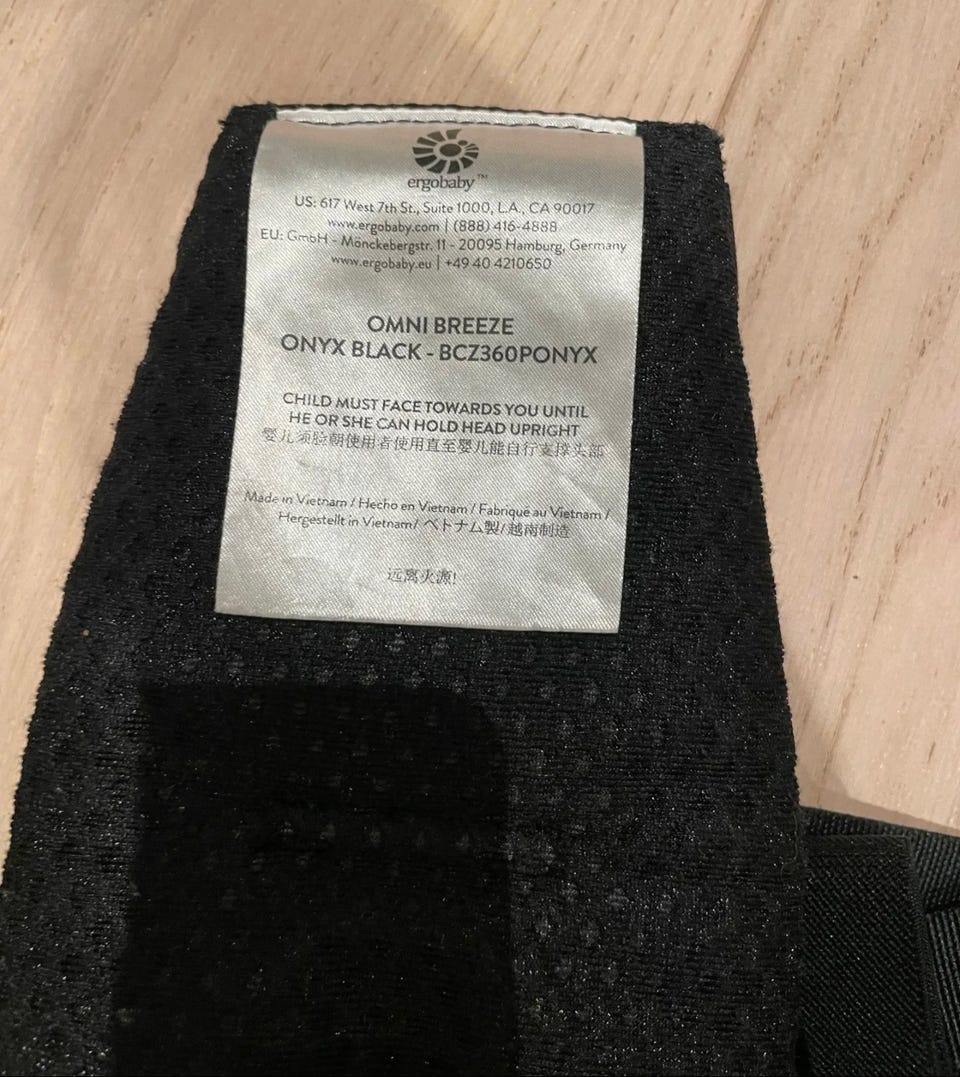 ergobaby™
US: 617 West 7th St., Suite 1000, L.A., CA 90017
www.ergobaby.com | (888) 416-4888
EU: GmbH - Mönckebergstr. 11 - 20095 Hamburg, Germany
www.ergobaby.eu | +49 40 4210650
OMNI BREEZE
ONYX BLACK - BCZ360PONYX
CHILD MUST FACE TOWARDS YOU UNTIL
HE OR SHE CAN HOLD HEAD UPRIGHT
婴儿须脸朝使用者使用直至婴儿能自行支撑头部
Made in Vietnam / Hecho en Vietnam / Fabriqué au Vietnam /
Hergestellt in Vietnam / ベトナム製/ 越南制造
远离火源!